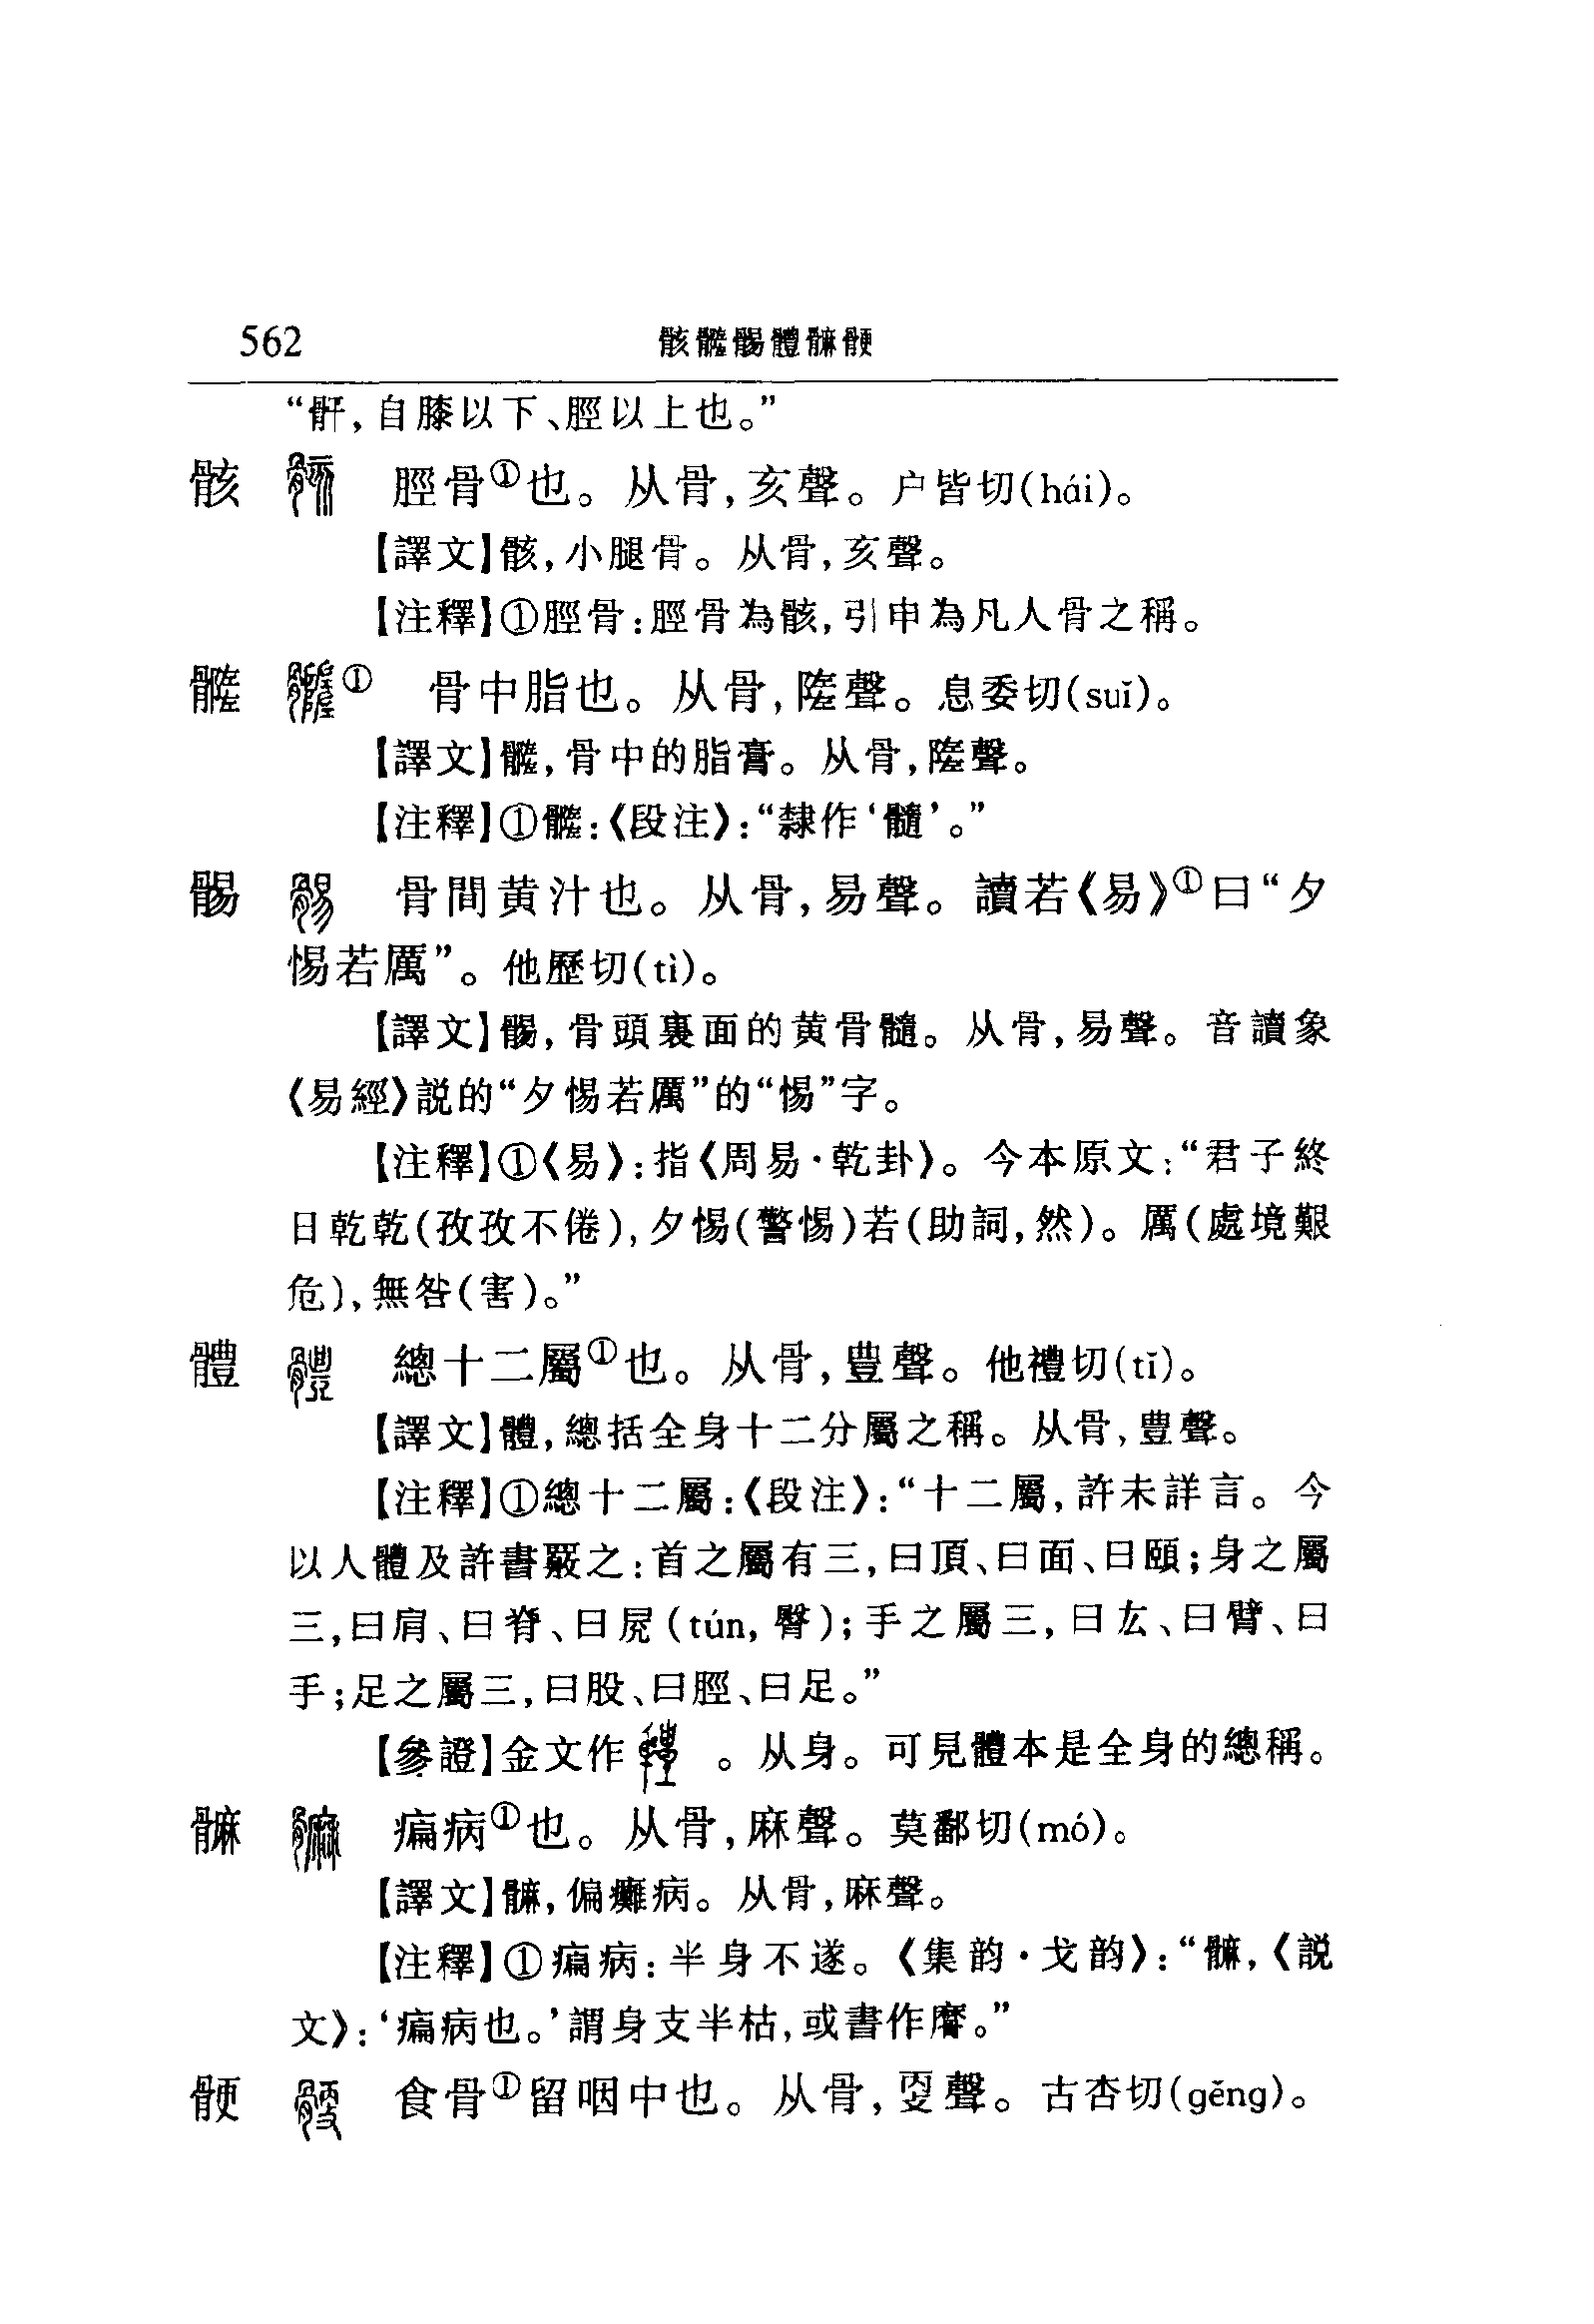 562 骸䯝䯜體䯢骾
“骭，自膝以下、脛以上也。”
骸 脛骨①也。从骨，亥聲。户皆切(hái)。
【譯文】骸，小腿骨。从骨，亥聲。
【注釋】①脛骨：脛骨為骸，引申為凡人骨之稱。
䯝① 骨中脂也。从骨，隓聲。息委切(suǐ)。
【譯文】䯝，骨中的脂膏。从骨，隓聲。
【注釋】①䯝：《段注》：“隸作‘髓’。”
䯜 骨間黄汁也。从骨，易聲。讀若《易》①曰“夕
惕若厲”。他歷切(tì)。
【譯文】䯜，骨頭裏面的黄骨髓。从骨，易聲。音讀象
《易經》説的“夕惕若厲”的“惕”字。
【注釋】①《易》：指《周易·乾卦》。今本原文：“君子終
日乾乾(孜孜不倦)，夕惕(警惕)若(助詞，然)。厲(處境艱
危)，無咎(害)。”
體 總十二屬①也。从骨，豊聲。他禮切(tǐ)。
【譯文】體，總括全身十二分屬之稱。从骨，豊聲。
【注釋】①總十二屬：《段注》：“十二屬，許未詳言。今
以人體及許書覈之：首之屬有三，曰頂、曰面、曰頤；身之屬
三，曰肩、曰脊、曰㞘(tún，臀)；手之屬三，曰厷、曰臂、曰
手；足之屬三，曰股、曰脛、曰足。”
【參證】金文作 。从身。可見體本是全身的總稱。
䯢 瘺病①也。从骨，麻聲。莫鄱切(mó)。
【譯文】䯢，偏癱病。从骨，麻聲。
【注釋】①瘺病：半身不遂。《集韵·戈韵》：“䯢，《説
文》：‘瘺病也。’謂身支半枯，或書作髍。”
骾 食骨①留咽中也。从骨，㪅聲。古杏切(gěng)。